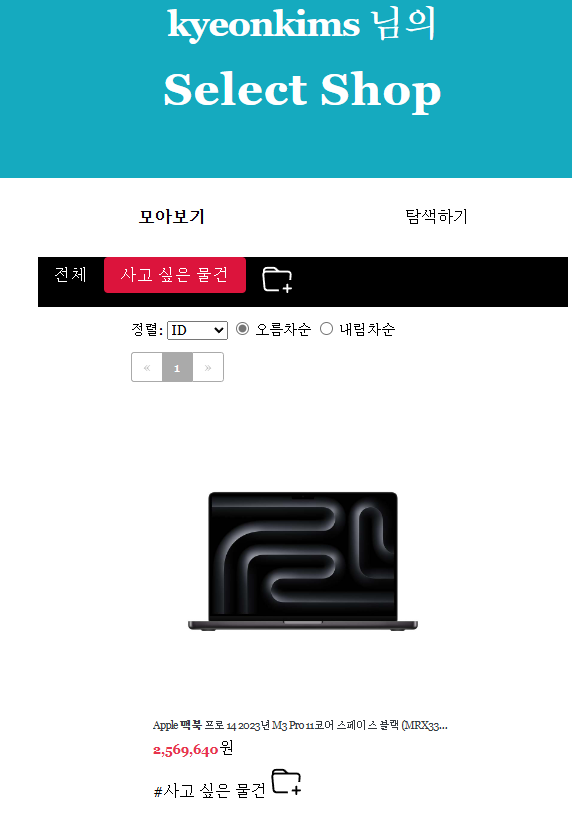 kyeonkims 님의
Select Shop
모아보기 탐색하기
전체 사고 싶은 물건
정렬: ID 오름차순 내림차순
« 1 »
Apple 맥북 프로 14 2023년 M3 Pro 11코어 스페이스 블랙 (MRX33...
2,569,640원
#사고 싶은 물건